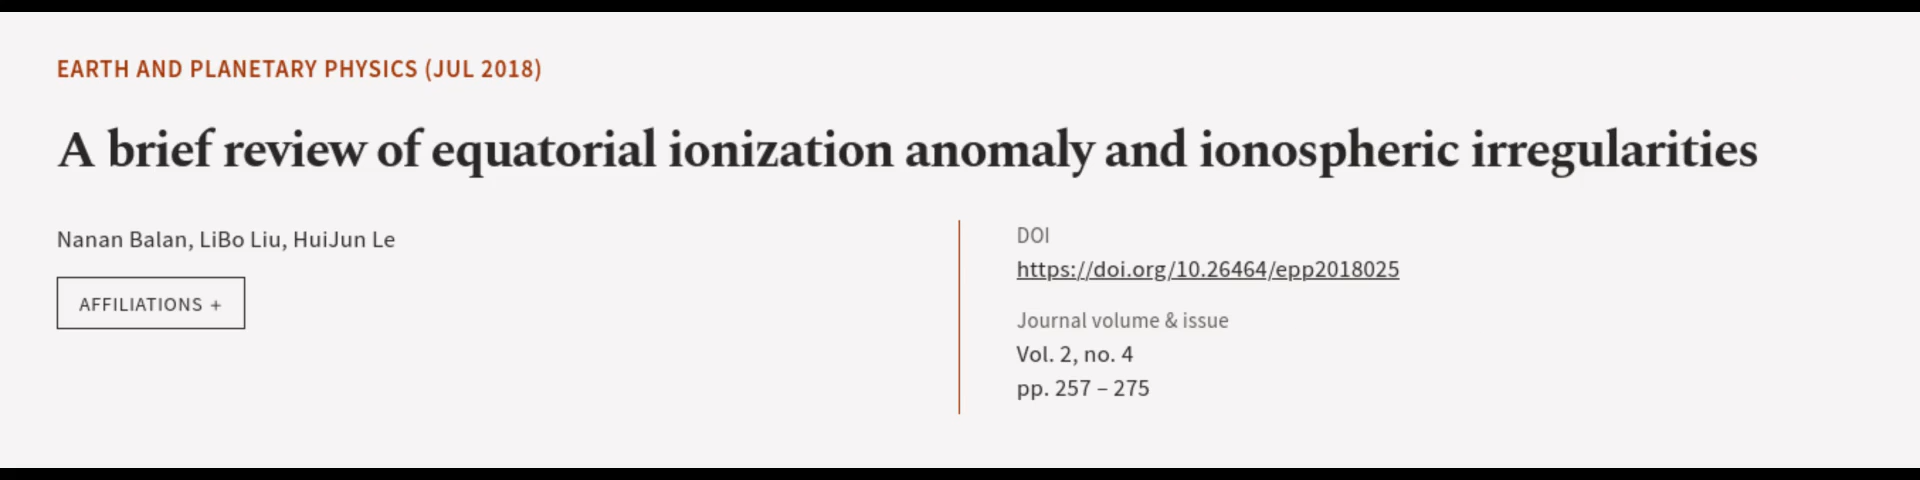 EARTH AND PLANETARY PHYSICS (JUL 2018)
A brief review of equatorial ionization anomaly and ionospheric irregularities
Nanan Balan, LiBo Liu, HuiJun Le
AFFILIATIONS +
DOI
https://doi.org/10.26464/epp2018025
Journal volume & issue
Vol. 2, no. 4
pp. 257 – 275